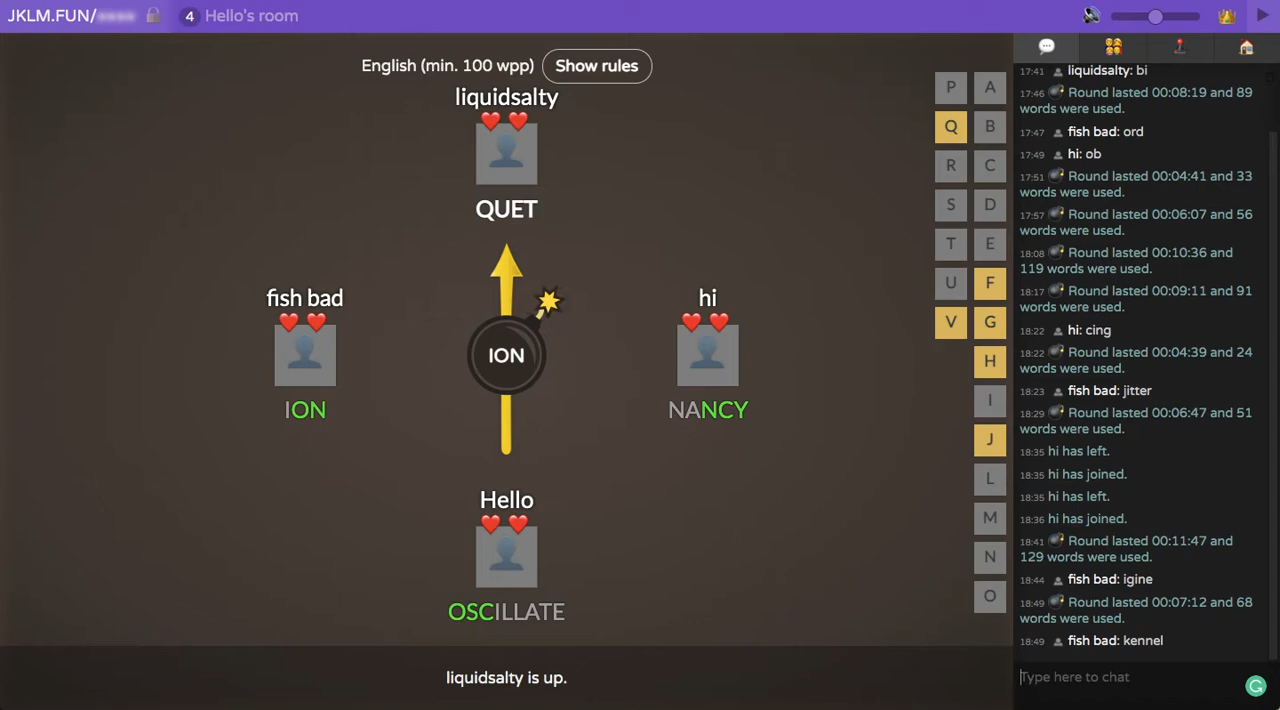 JKLM.FUN/
4 Hello's room
English (min. 100 wpp) Show rules
liquidsalty
QUET
fish bad
ION
ION
hi
NANCY
Hello
OSCILLATE
liquidsalty is up.
P A
Q B
R C
S D
T E
U F
V G
H
I
J
L
M
N
O
17:41 liquidsalty: bi
17:46 Round lasted 00:08:19 and 89
words were used.
17:47 fish bad: ord
17:49 hi: ob
17:51 Round lasted 00:04:41 and 33
words were used.
17:57 Round lasted 00:06:07 and 56
words were used.
18:08 Round lasted 00:10:36 and
119 words were used.
18:17 Round lasted 00:09:11 and 91
words were used.
18:22 hi: cing
18:22 Round lasted 00:04:39 and 24
words were used.
18:23 fish bad: jitter
18:29 Round lasted 00:06:47 and 51
words were used.
18:35 hi has left.
18:35 hi has joined.
18:35 hi has left.
18:36 hi has joined.
18:41 Round lasted 00:11:47 and
129 words were used.
18:44 fish bad: igine
18:49 Round lasted 00:07:12 and 68
words were used.
18:49 fish bad: kennel
Type here to chat